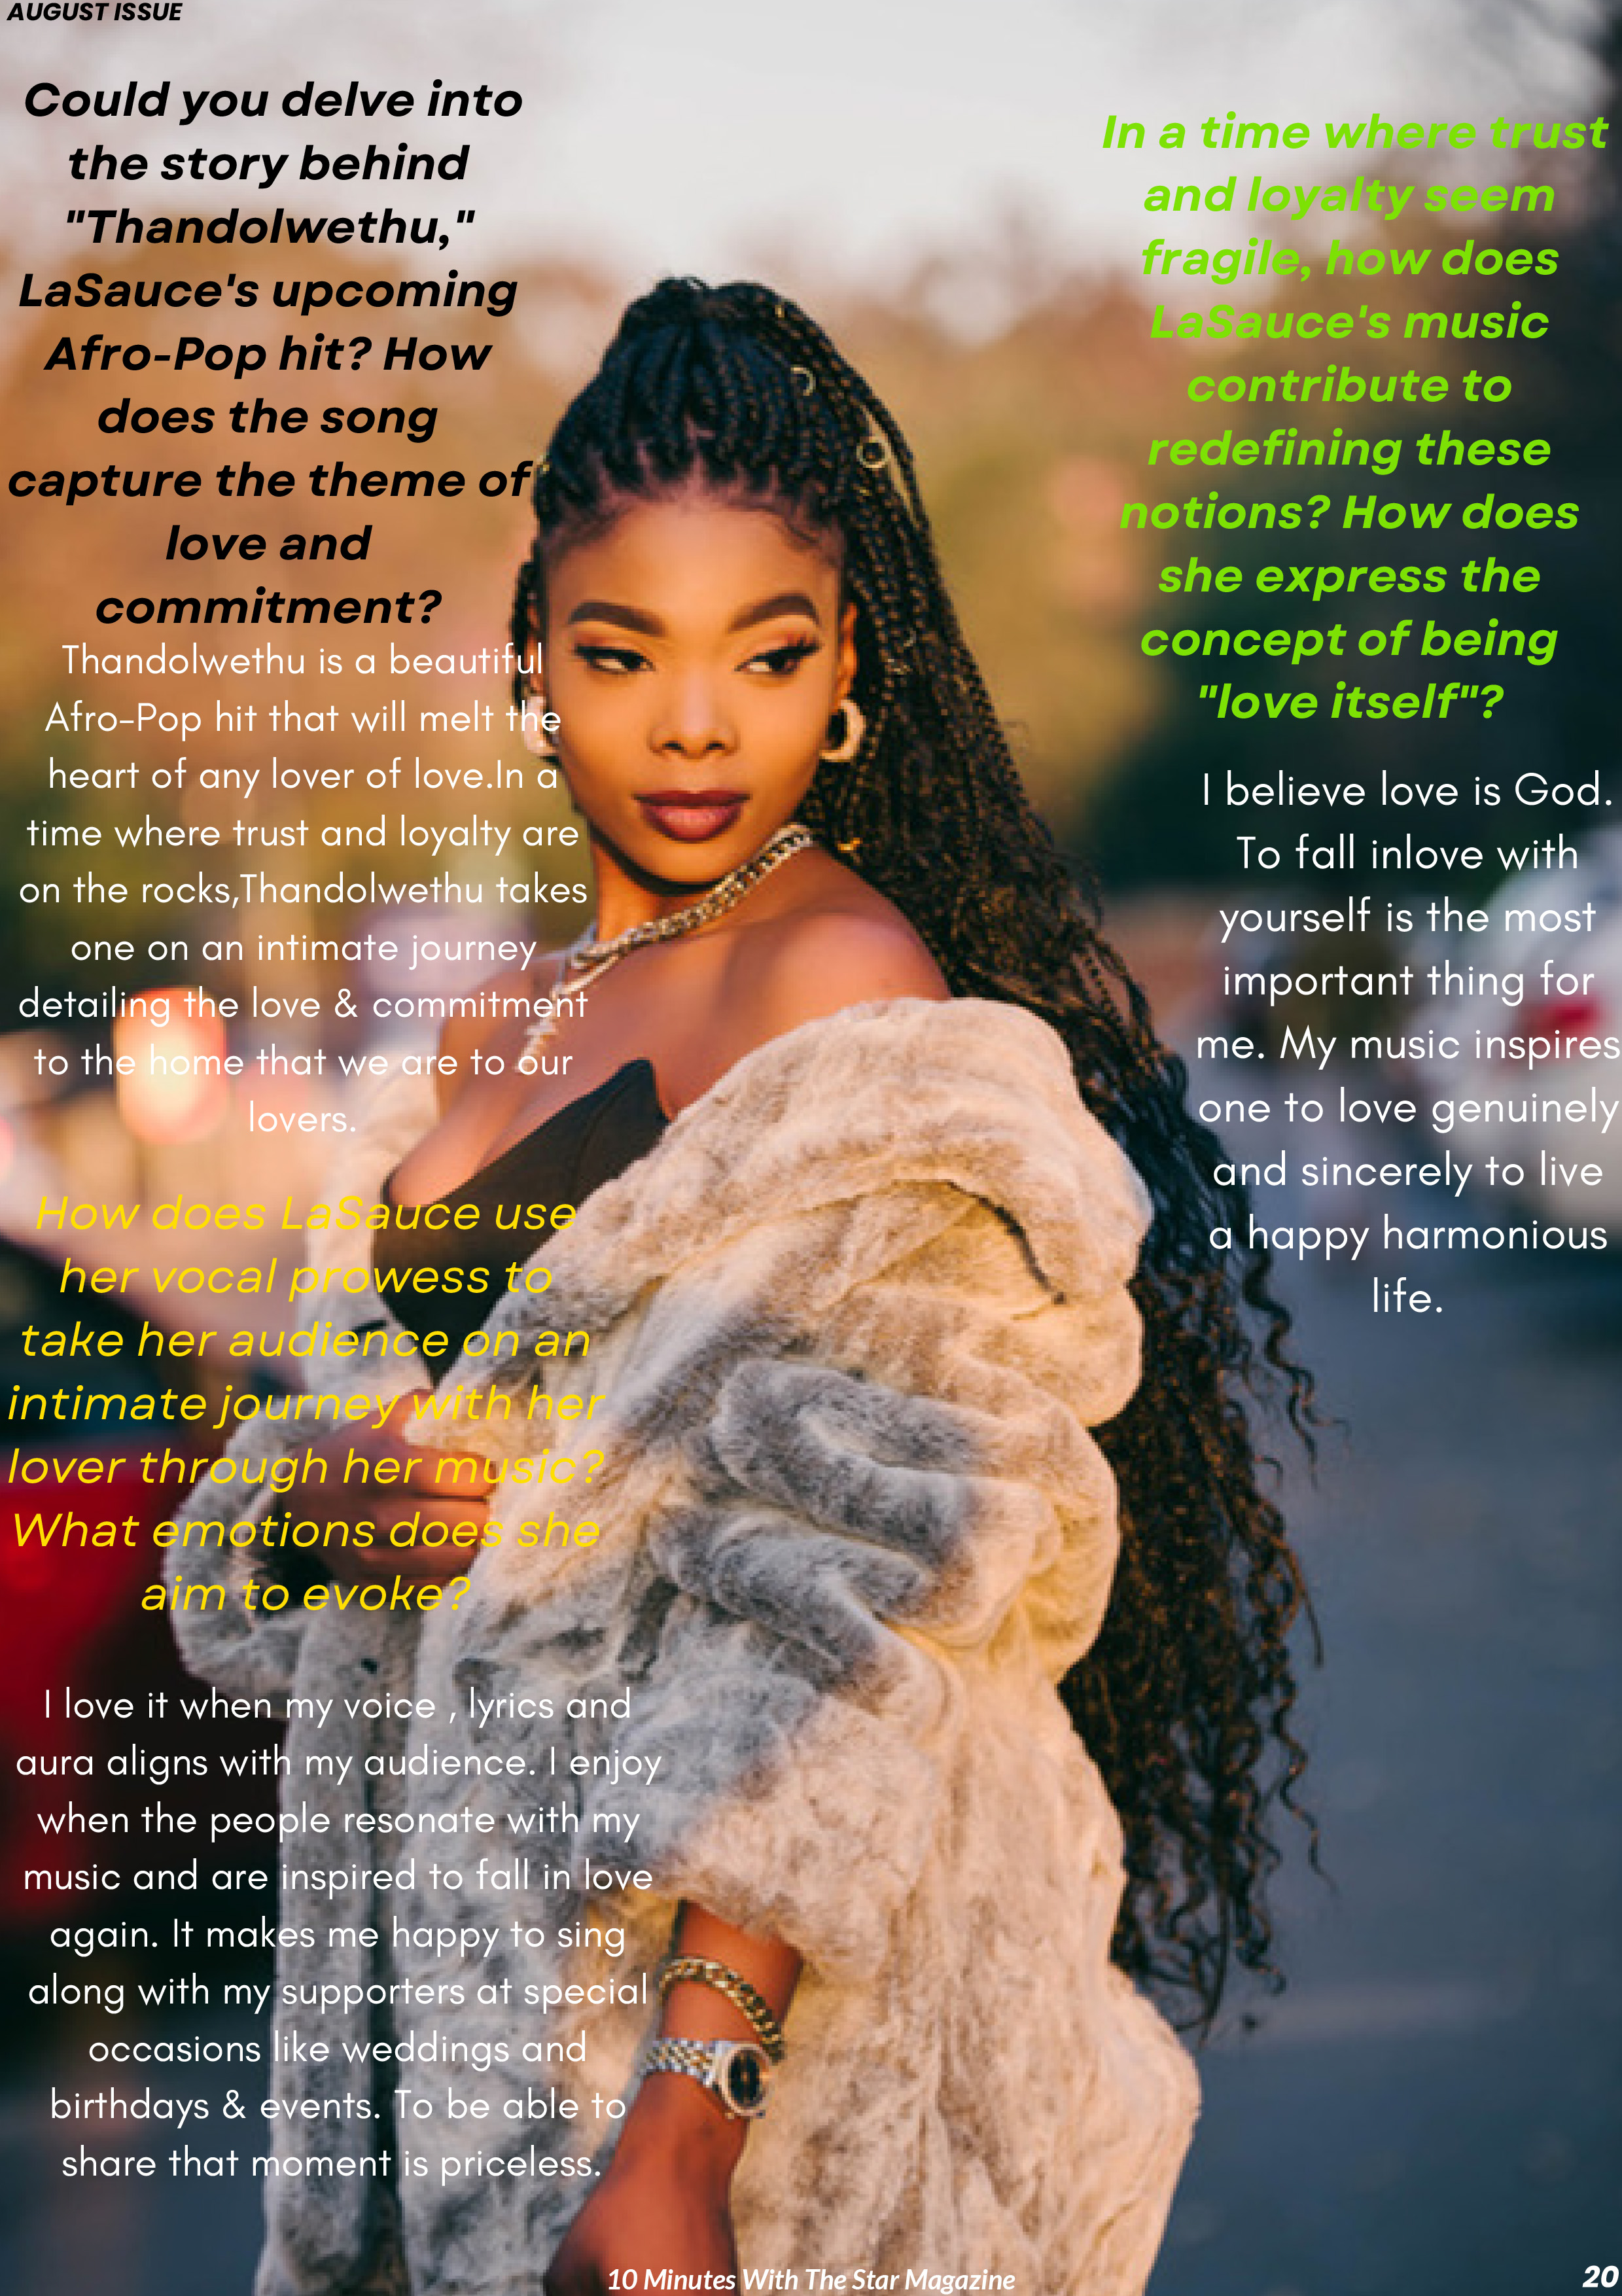 AUGUST ISSUE
Could you delve into
the story behind
"Thandolwethu,"
LaSauce's upcoming
Afro-Pop hit? How
does the song
capture the theme of
love and
commitment?
Thandolwethu is a beautiful
Afro-Pop hit that will melt the
heart of any lover of love.In a
time where trust and loyalty are
on the rocks,Thandolwethu takes
one on an intimate journey
detailing the love & commitment
to the home that we are to our
lovers.
How does LaSauce use
her vocal prowess to
take her audience on an
intimate journey with her
lover through her music?
What emotions does she
aim to evoke?
I love it when my voice , lyrics and
aura aligns with my audience. I enjoy
when the people resonate with my
music and are inspired to fall in love
again. It makes me happy to sing
along with my supporters at special
occasions like weddings and
birthdays & events. To be able to
share that moment is priceless.
In a time where trust
and loyalty seem
fragile, how does
LaSauce's music
contribute to
redefining these
notions? How does
she express the
concept of being
"love itself"?
I believe love is God.
To fall inlove with
yourself is the most
important thing for
me. My music inspires
one to love genuinely
and sincerely to live
a happy harmonious
life.
10 Minutes With The Star Magazine
20